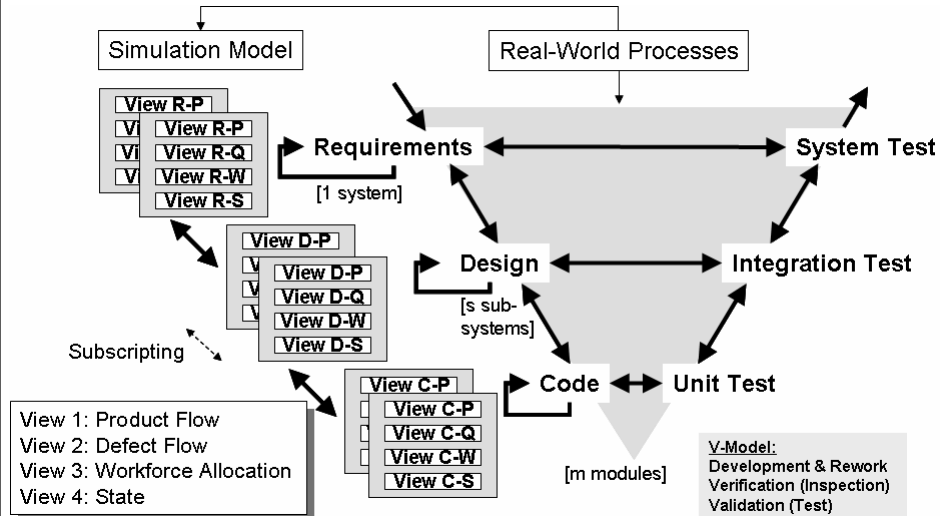 Simulation Model
Real-World Processes
View R-P
Vi
Vi
Vi
View R-P
View R-Q
View R-W
View R-S
Requirements
System Test
[1 system]
View D-P
View D-P
View D-Q
View D-W
View D-S
Design
Integration Test
[s sub-
systems]
Subscripting
View C-P
View C-P
View C-Q
View C-W
View C-S
Code
Unit Test
[m modules]
View 1: Product Flow
View 2: Defect Flow
View 3: Workforce Allocation
View 4: State
V-Model:
Development & Rework
Verification (Inspection)
Validation (Test)